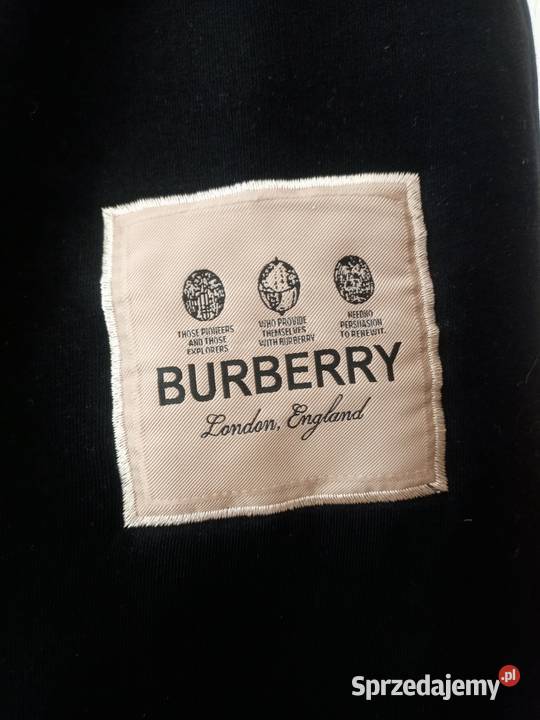 THOSE PIONEERS
AND THOSE
EXPLORERS
WHO PROVIDE
THEMSELVES
WITH BURBERRY
NEEDNO
PERSUASION
TO RENEW IT.
BURBERRY
London, England
Sprzedajemy.pl